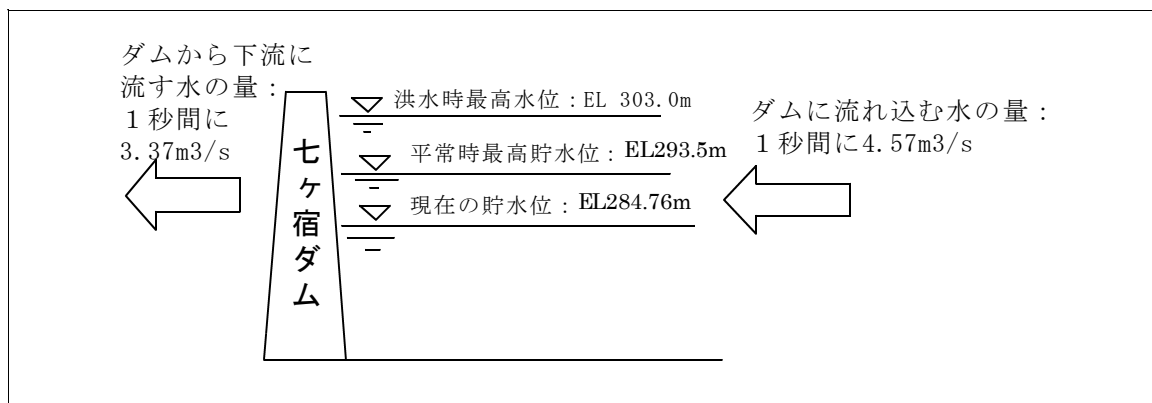 ダムから下流に
流す水の量：
１秒間に
3.37m3/s
洪水時最高水位：EL 303.0m
平常時最高貯水位：EL293.5m
現在の貯水位：EL284.76m
七ヶ宿ダム
ダムに流れ込む水の量：
１秒間に4.57m3/s